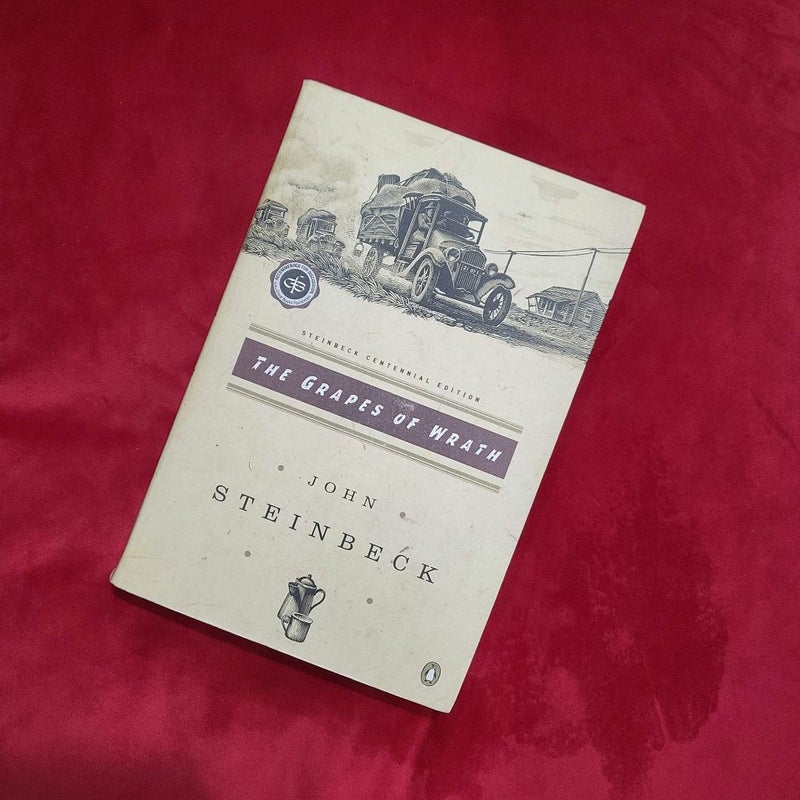 STEINBECK CENTENNIAL EDITION
THE GRAPES OF WRATH
JOHN
STEINBECK